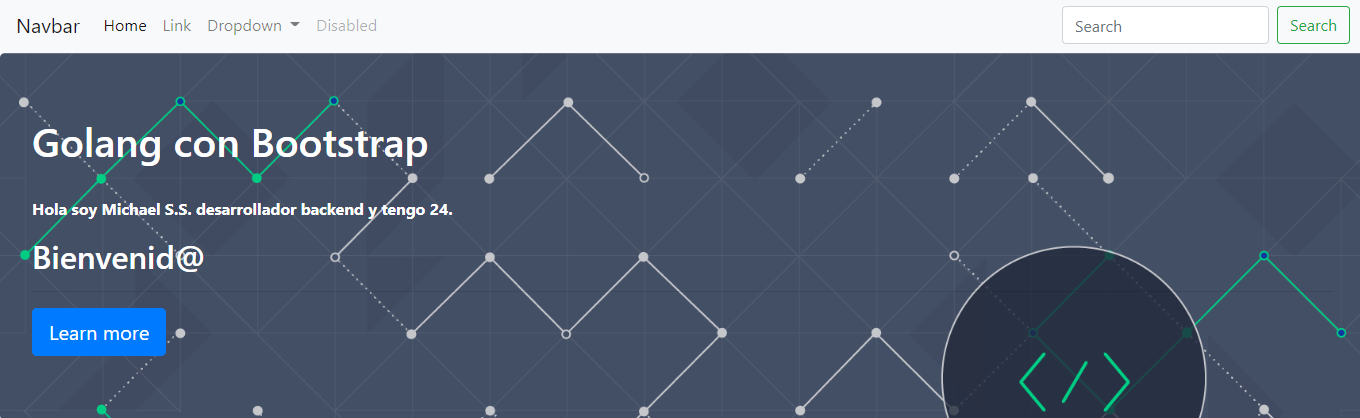 Navbar Home Link Dropdown Disabled Search Search
Golang con Bootstrap
Hola soy Michael S.S. desarrollador backend y tengo 24.
Bienvenid@
Learn more
</>